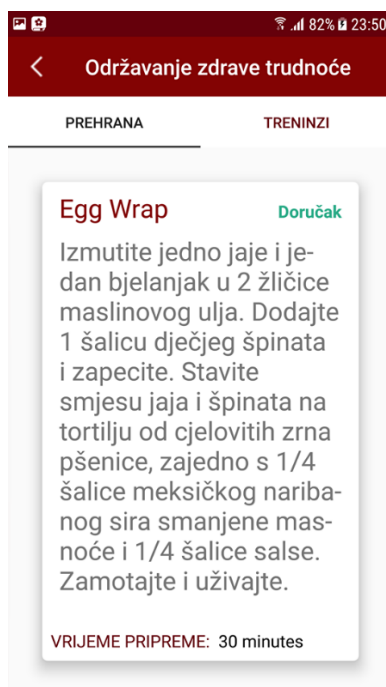 82% 23:50
Održavanje zdrave trudnoće
PREHRANA TRENINZI
Egg Wrap Doručak
Izmutite jedno jaje i je-
dan bjelanjak u 2 žličice
maslinovog ulja. Dodajte
1 šalicu dječjeg špinata
i zapecite. Stavite
smjesu jaja i špinata na
tortilju od cjelovitih zrna
pšenice, zajedno s 1/4
šalice meksičkog nariba-
nog sira smanjene mas-
noće i 1/4 šalice salse.
Zamotajte i uživajte.
VRIJEME PRIPREME: 30 minutes